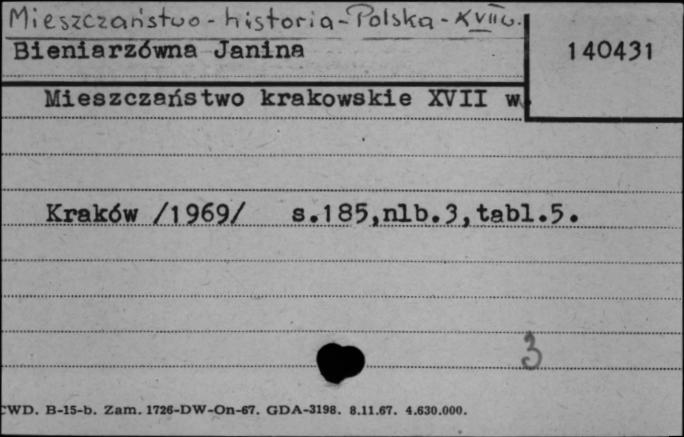 Mieszczaństwo - historia - Polska - XVII w.
Bieniarzówna Janina
140431
Mieszczaństwo krakowskie XVII w.
Kraków /1969/ s.185,nlb.3,tabl.5.
3
CWD. B-15-b. Zam. 1726-DW-On-67. GDA-3198. 8.11.67. 4.630.000.